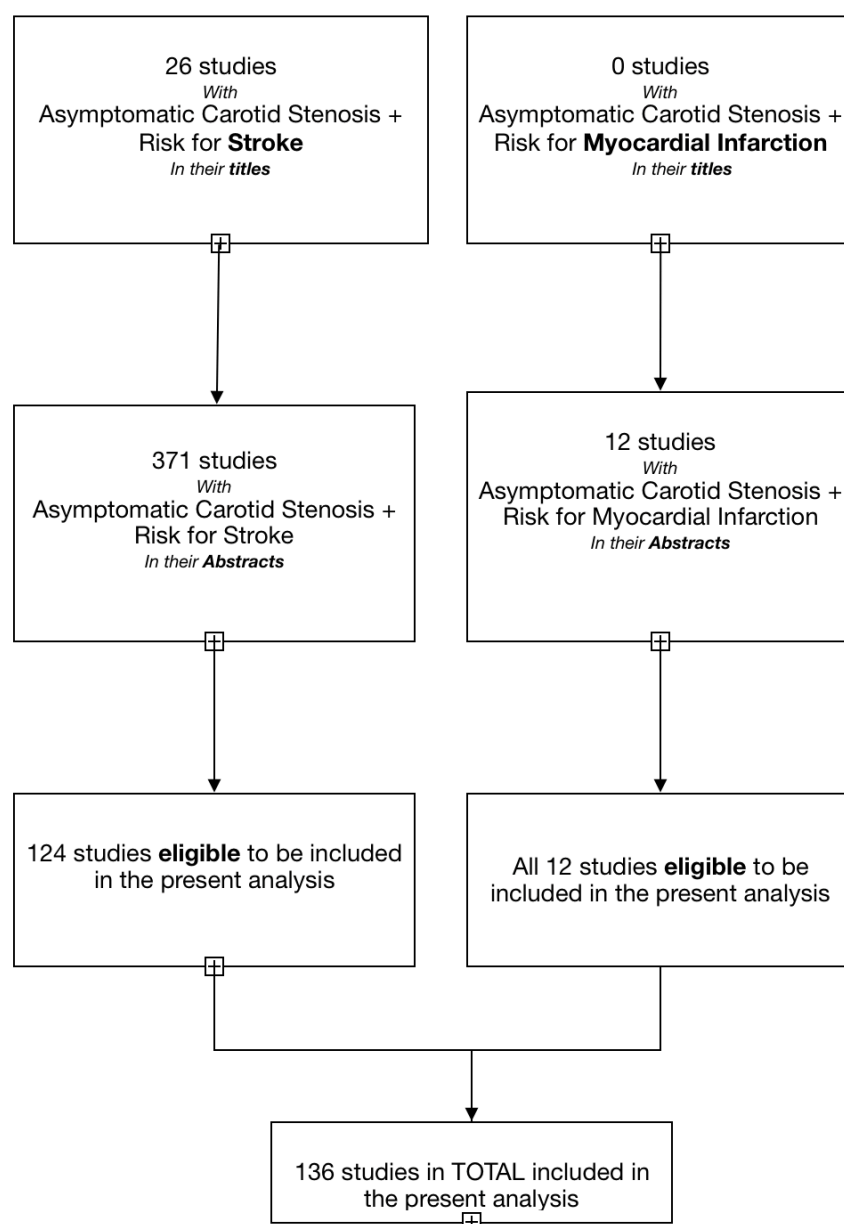 26 studies
With
Asymptomatic Carotid Stenosis +
Risk for Stroke
In their titles
0 studies
With
Asymptomatic Carotid Stenosis +
Risk for Myocardial Infarction
In their titles
371 studies
With
Asymptomatic Carotid Stenosis +
Risk for Stroke
In their Abstracts
12 studies
With
Asymptomatic Carotid Stenosis +
Risk for Myocardial Infarction
In their Abstracts
124 studies eligible to be included
in the present analysis
All 12 studies eligible to be
included in the present analysis
136 studies in TOTAL included in
the present analysis